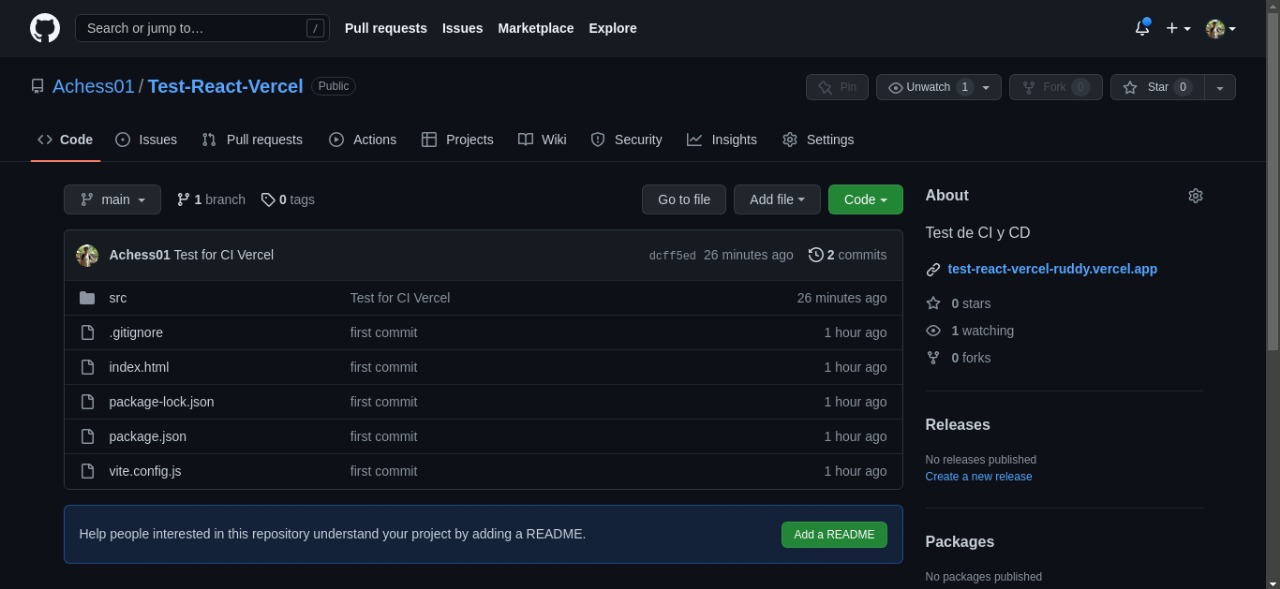 Search or jump to… /
Pull requests Issues Marketplace Explore
Achess01 / Test-React-Vercel Public
Pin Unwatch 1 Fork 0 Star 0
Code Issues Pull requests Actions Projects Wiki Security Insights Settings
main 1 branch 0 tags Go to file Add file Code
Achess01 Test for CI Vercel dcff5ed 26 minutes ago 2 commits
src Test for CI Vercel 26 minutes ago
.gitignore first commit 1 hour ago
index.html first commit 1 hour ago
package-lock.json first commit 1 hour ago
package.json first commit 1 hour ago
vite.config.js first commit 1 hour ago
Help people interested in this repository understand your project by adding a README. Add a README
About
Test de CI y CD
test-react-vercel-ruddy.vercel.app
0 stars
1 watching
0 forks
Releases
No releases published
Create a new release
Packages
No packages published